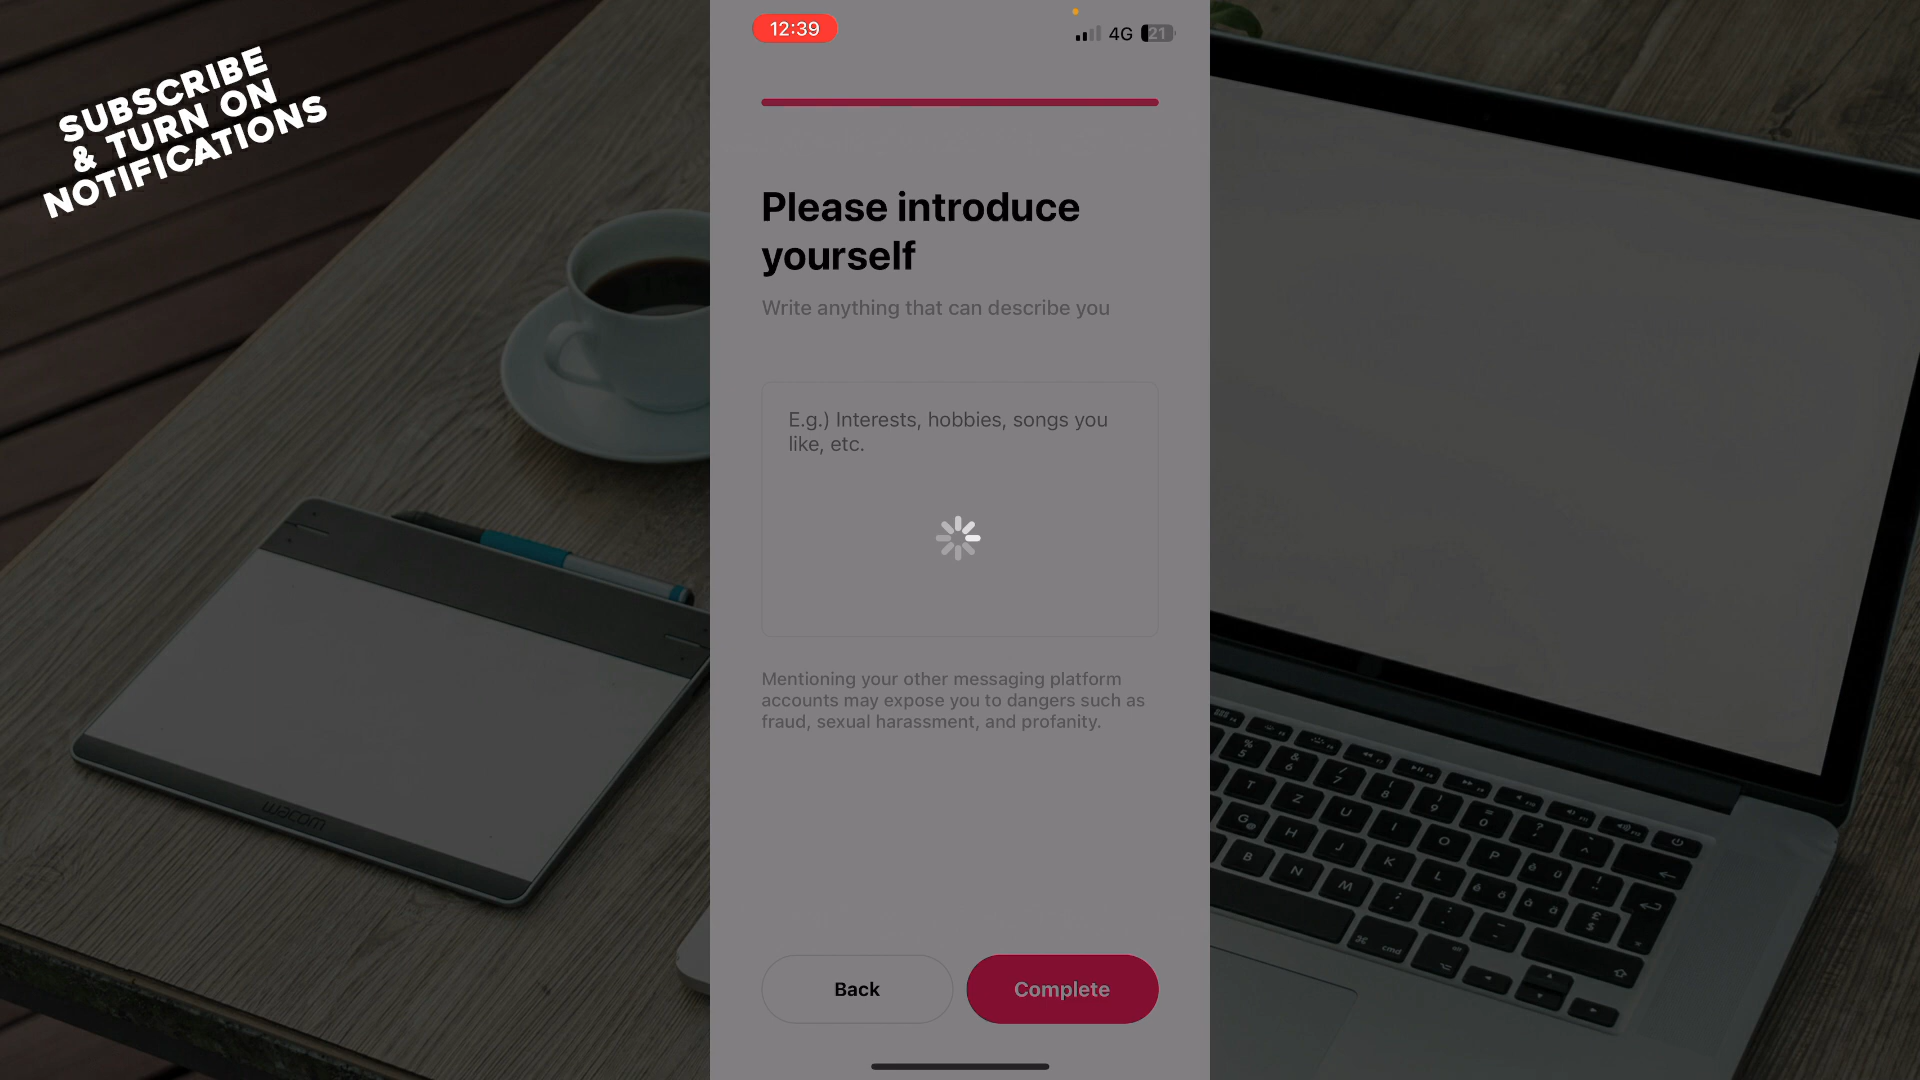 SUBSCRIBE
& TURN ON
NOTIFICATIONS
12:39
4G
21
Please introduce
yourself
Write anything that can describe you
E.g.) Interests, hobbies, songs you
like, etc.
Mentioning your other messaging platform
accounts may expose you to dangers such as
fraud, sexual harassment, and profanity.
Back
Complete
wacom